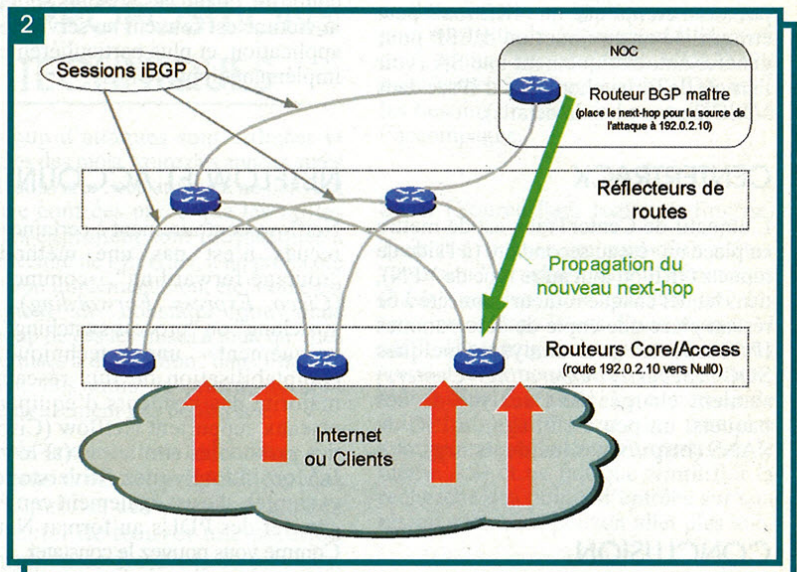 2
NOC
Sessions iBGP
Routeur BGP maître
(place le next-hop pour la source de
l'attaque à 192.0.2.10)
Réflecteurs de
routes
Propagation du
nouveau next-hop
Routeurs Core/Access
(route 192.0.2.10 vers Null0)
Internet
ou Clients